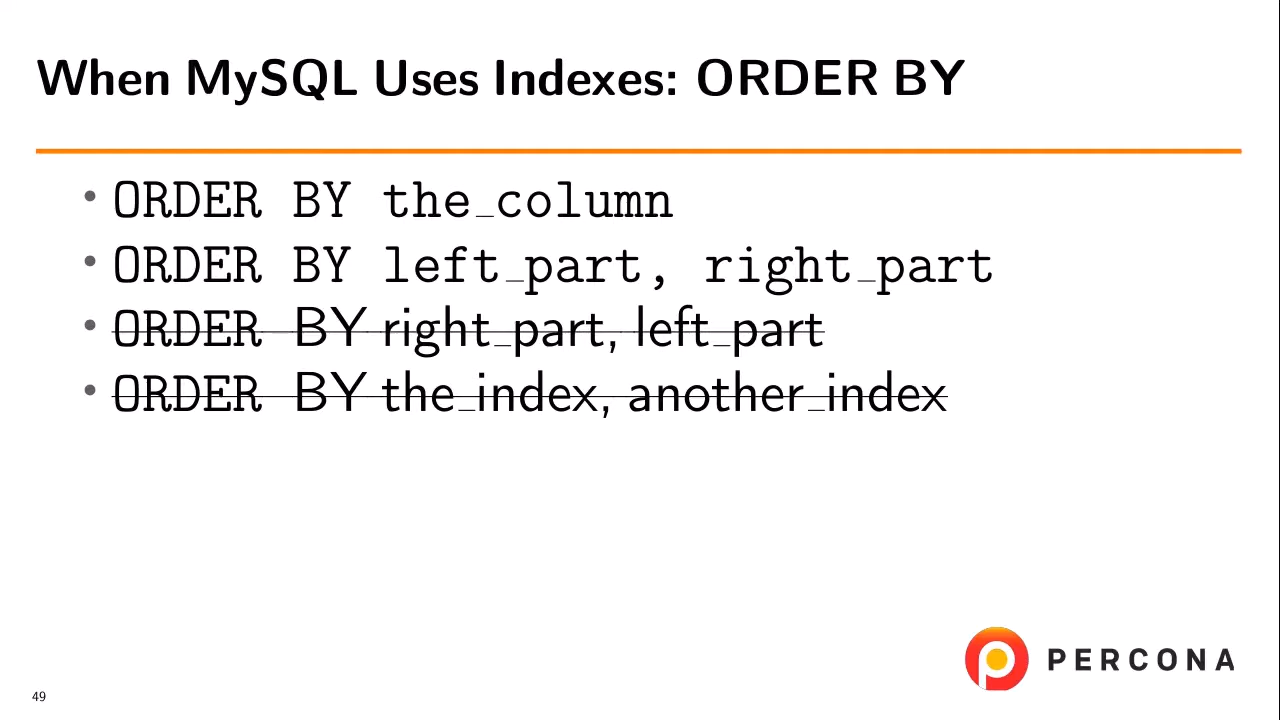 When MySQL Uses Indexes: ORDER BY
• ORDER BY the_column
• ORDER BY left_part, right_part
• ORDER BY right_part, left_part
• ORDER BY the_index, another_index
PERCONA
49